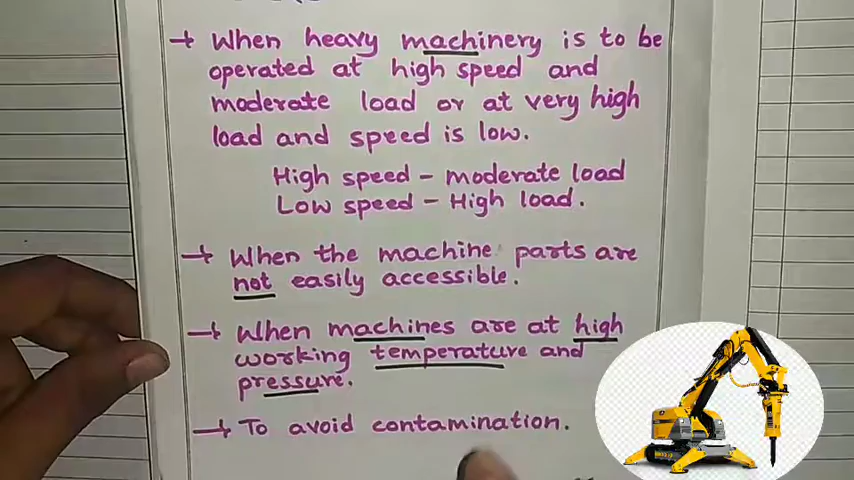 → When heavy machinery is to be
operated at high speed and
moderate load or at very high
load and speed is low.
High speed - moderate load
Low speed - High load.
→ When the machine parts are
not easily accessible.
→ When machines are at high
working temperature and
pressure.
→ To avoid contamination.